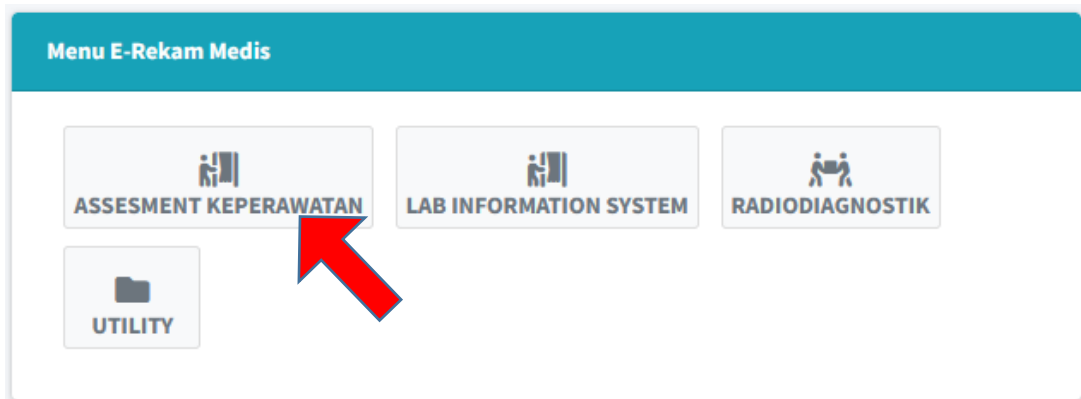 Menu E-Rekam Medis
ASSESMENT KEPERAWATAN
LAB INFORMATION SYSTEM
RADIODIAGNOSTIK
UTILITY